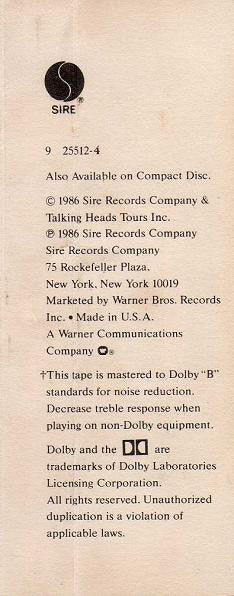 SIRE®
9 25512-4
Also Available on Compact Disc.
© 1986 Sire Records Company &
Talking Heads Tours Inc.
℗ 1986 Sire Records Company
Sire Records Company
75 Rockefeller Plaza,
New York, New York 10019
Marketed by Warner Bros. Records
Inc. • Made in U.S.A.
A Warner Communications
Company ®
†This tape is mastered to Dolby "B"
standards for noise reduction.
Decrease treble response when
playing on non-Dolby equipment.
Dolby and the are
trademarks of Dolby Laboratories
Licensing Corporation.
All rights reserved. Unauthorized
duplication is a violation of
applicable laws.